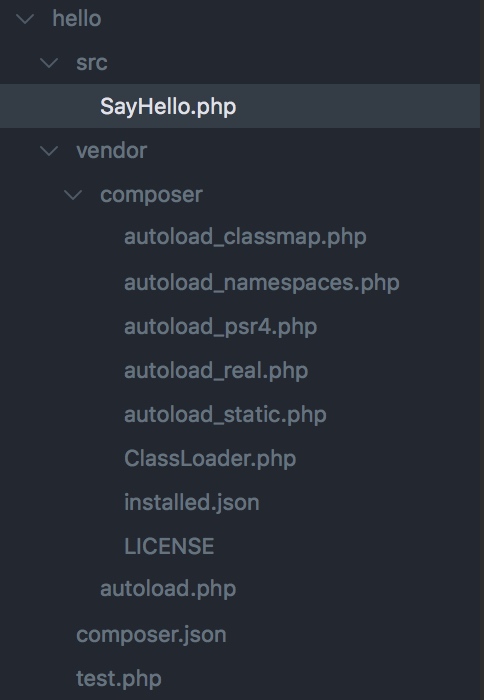 hello
src
SayHello.php
vendor
composer
autoload_classmap.php
autoload_namespaces.php
autoload_psr4.php
autoload_real.php
autoload_static.php
ClassLoader.php
installed.json
LICENSE
autoload.php
composer.json
test.php